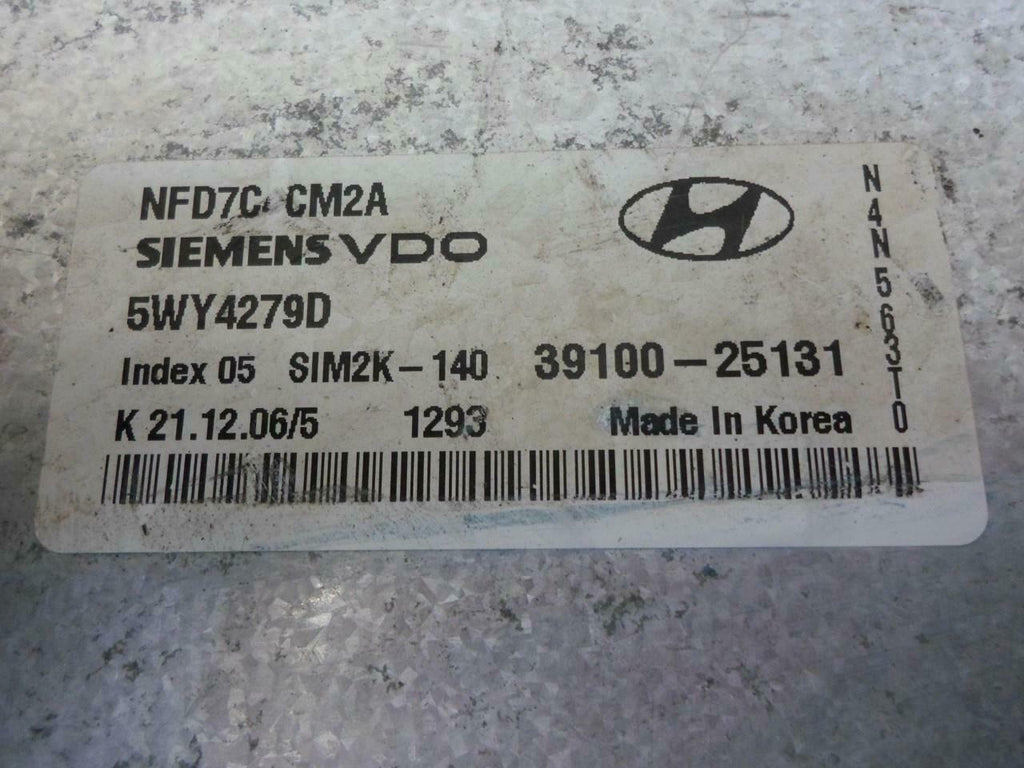 NFD7C CM2A
SIEMENS VDO
5WY4279D
Index 05 SIM2K-140 39100-25131
K 21.12.06/5 1293 Made In Korea
N4N563T0